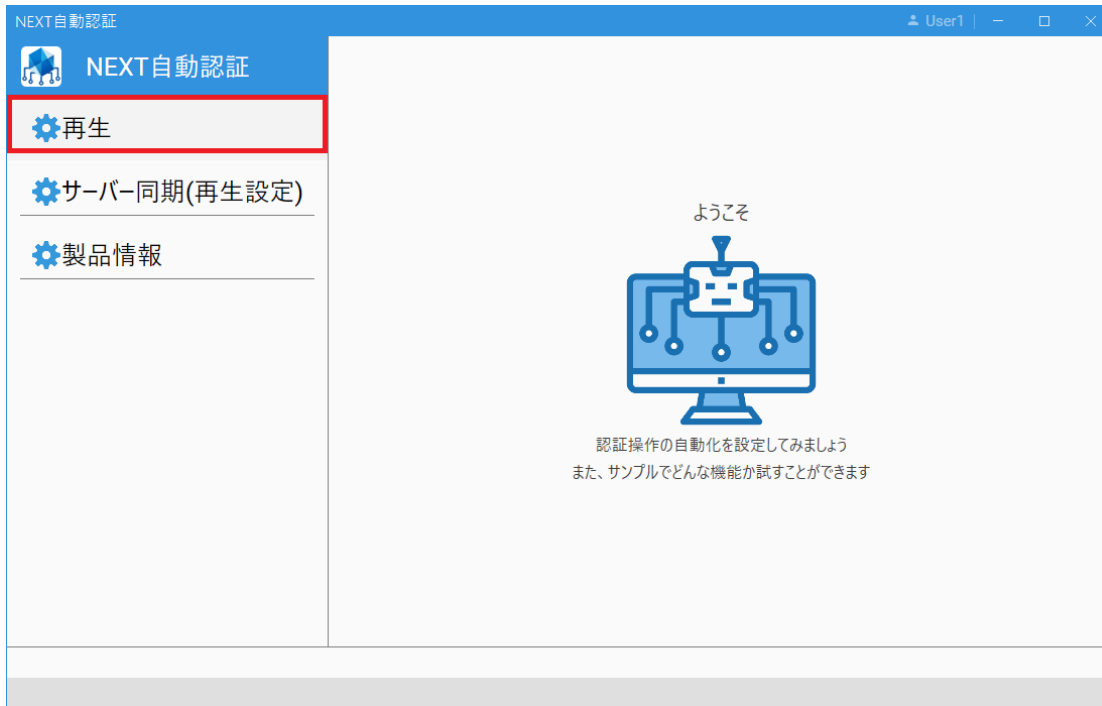 NEXT自動認証
User1
NEXT自動認証
再生
サーバー同期(再生設定)
製品情報
ようこそ
認証操作の自動化を設定してみましょう
また、サンプルでどんな機能か試すことができます